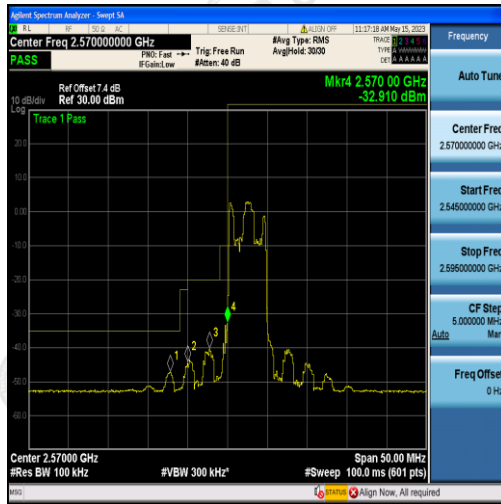 Agilent Spectrum Analyzer - Swept SA
RL RF 50 Ω AC SENSE:INT ALIGN OFF 11:17:18 AM May 15, 2023
Center Freq 2.570000000 GHz
PASS
PNO: Fast
IFGain:Low
Trig: Free Run
#Atten: 40 dB
#Avg Type: RMS
Avg|Hold: 30/30
TRACE 1 2 3 4 5 6
TYPE A
DET A A A A A A
Ref Offset 7.4 dB
Ref 30.00 dBm
10 dB/div
Log
Mkr4 2.570 00 GHz
-32.910 dBm
Trace 1 Pass
20.0
10.0
0.00
-10.0
-20.0
-30.0
-40.0
-50.0
-60.0
1
2
3
4
Center 2.57000 GHz
#Res BW 100 kHz
#VBW 300 kHz*
Span 50.00 MHz
#Sweep 100.0 ms (601 pts)
MSG
STATUS
Align Now, All required
Frequency
Auto Tune
Center Freq
2.570000000 GHz
Start Freq
2.545000000 GHz
Stop Freq
2.595000000 GHz
CF Step
5.000000 MHz
Auto Man
Freq Offset
0 Hz